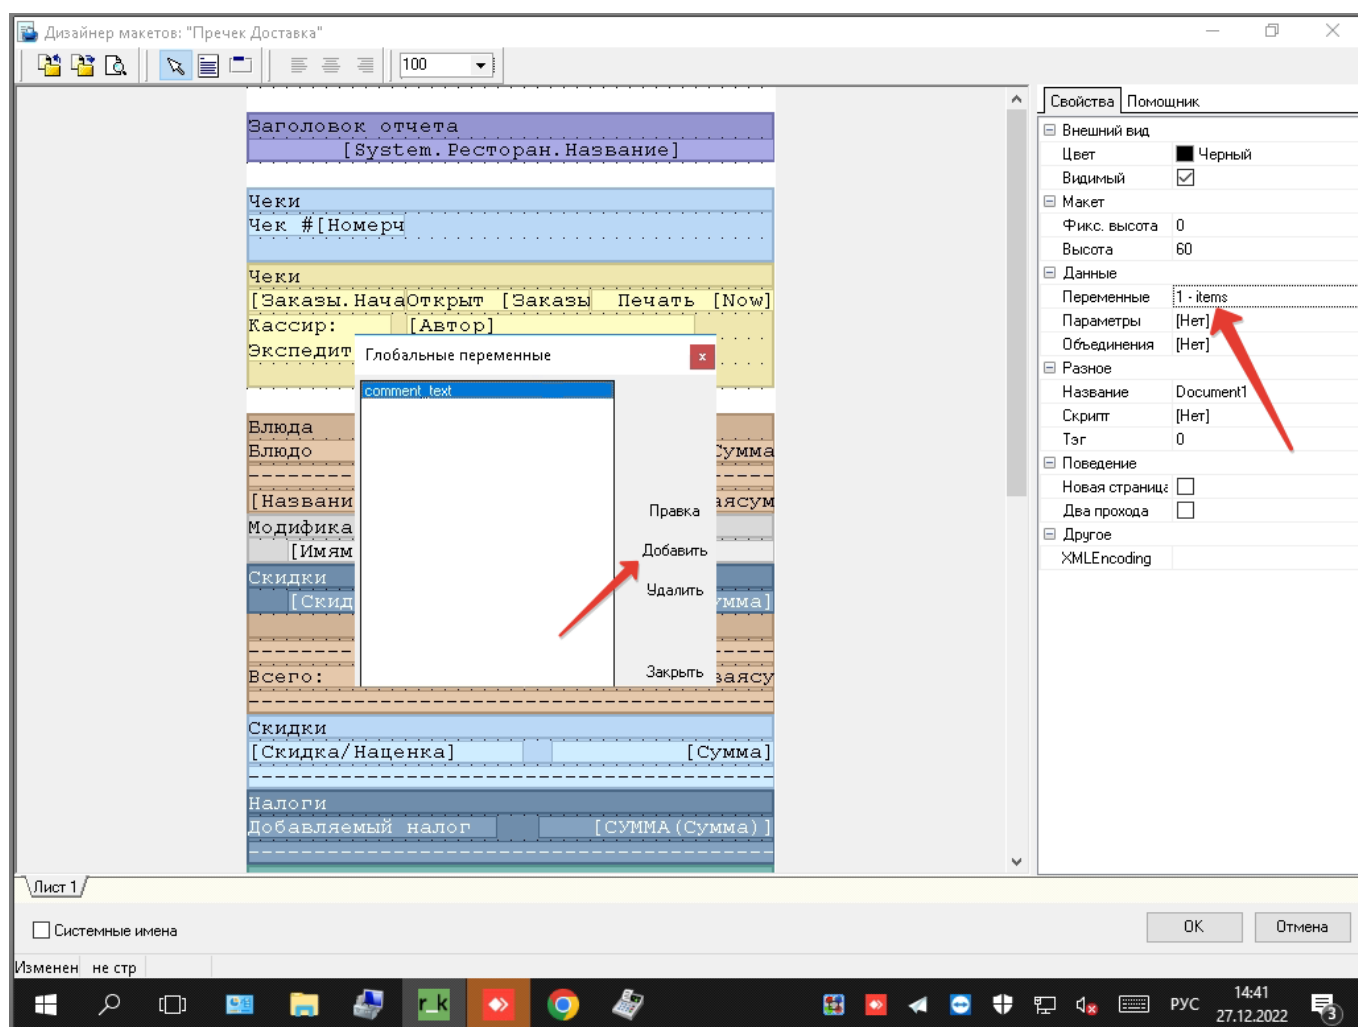 Дизайнер макетов: "Пречек Доставка"
100
Свойства Помощник
Заголовок отчета
[System.Ресторан.Название]
Чеки
Чек #[Номерч
Чеки
[Заказы.Нача Открыт [Заказы Печать [Now]
Кассир: [Автор]
Экспедит
Глобальные переменные
x
comment_text
Правка
Добавить
Удалить
Закрыть
Блюда
Блюдо Сумма
[Названи аясум
Модифика
[Имям
Скидки
[Скид умма]
Всего: ваясу
Скидки
[Скидка/Наценка] [Сумма]
Налоги
Добавляемый налог [СУММА(Сумма)]
Внешний вид
Цвет Черный
Видимый
Макет
Фикс. высота 0
Высота 60
Данные
Переменные 1 - items
Параметры [Нет]
Объединения [Нет]
Разное
Название Document1
Скрипт [Нет]
Тэг 0
Поведение
Новая страница
Два прохода
Другое
XMLEncoding
Лист 1
Системные имена
OK Отмена
Изменен не стр
r_k
РУС
14:41
27.12.2022
3